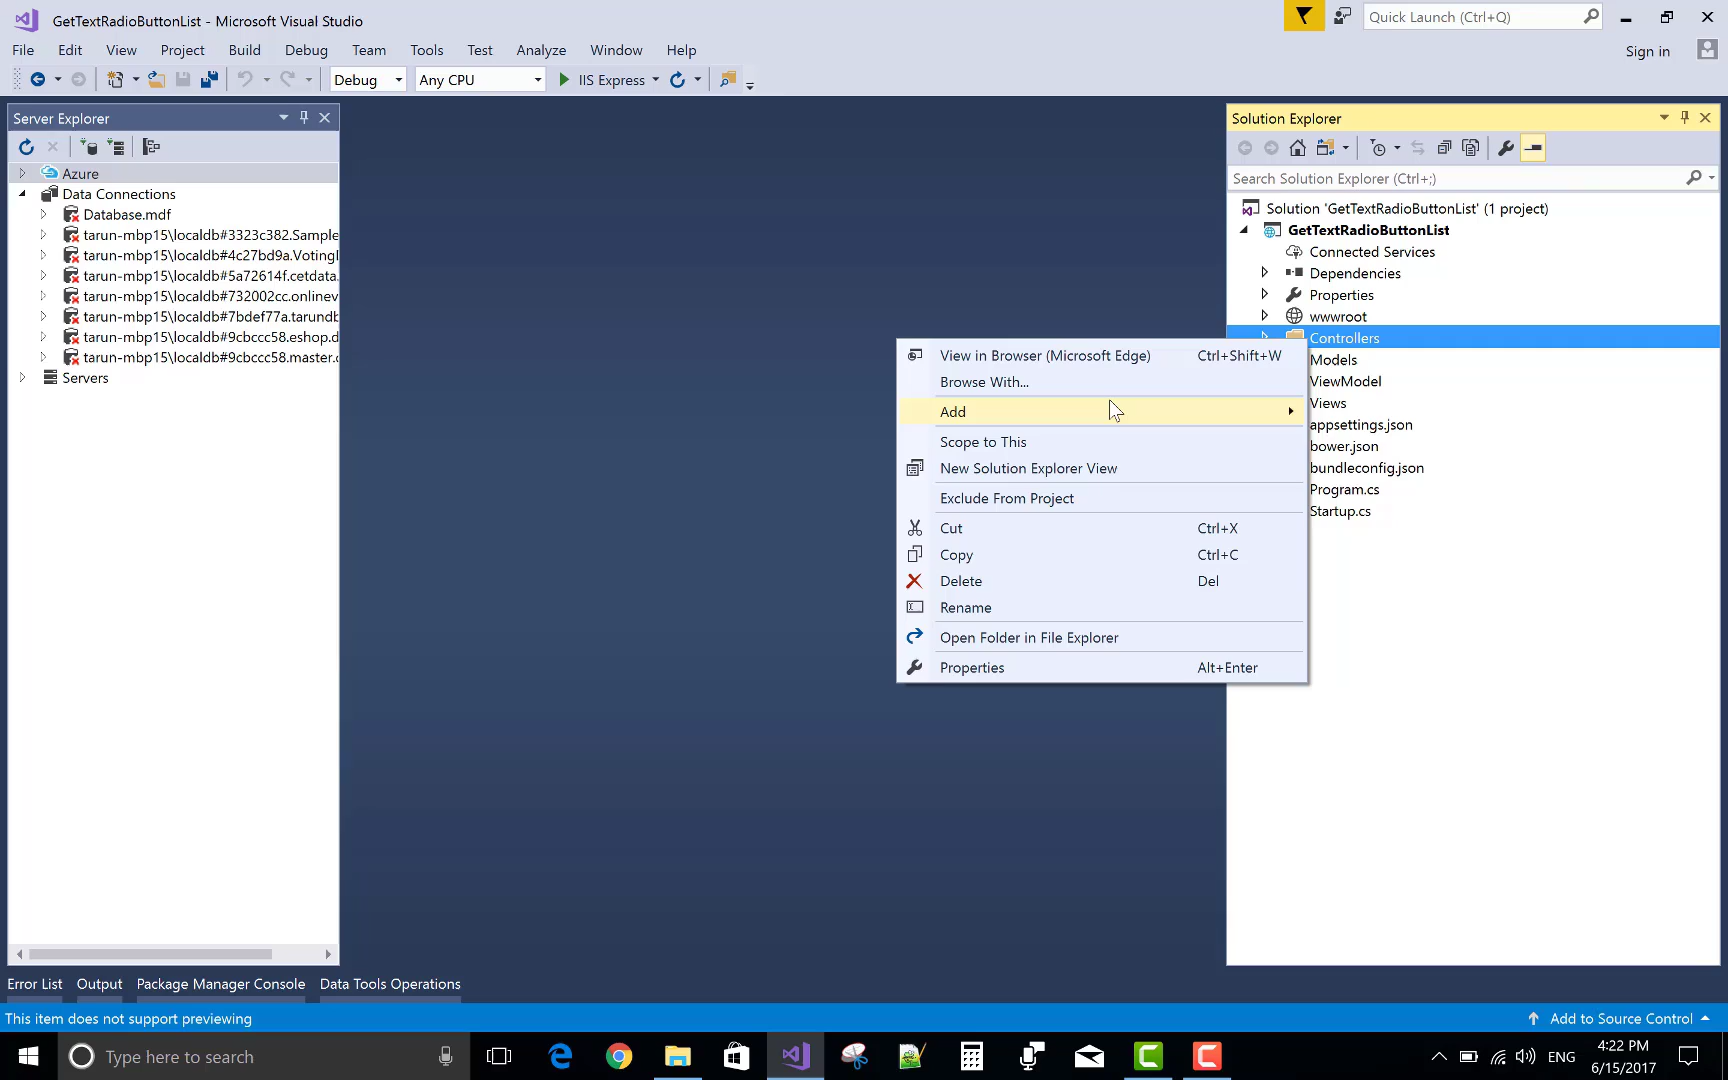 GetTextRadioButtonList - Microsoft Visual Studio
Quick Launch (Ctrl+Q)
File Edit View Project Build Debug Team Tools Test Analyze Window Help
Sign in
Debug Any CPU IIS Express
Server Explorer
Azure
Data Connections
Database.mdf
tarun-mbp15\localdb#3323c382.Sample
tarun-mbp15\localdb#4c27bd9a.Voting
tarun-mbp15\localdb#5a72614f.cetdata.
tarun-mbp15\localdb#732002cc.onlinev
tarun-mbp15\localdb#7bdef77a.tarundb
tarun-mbp15\localdb#9cbccc58.eshop.d
tarun-mbp15\localdb#9cbccc58.master.
Servers
View in Browser (Microsoft Edge) Ctrl+Shift+W
Browse With...
Add
Scope to This
New Solution Explorer View
Exclude From Project
Cut Ctrl+X
Copy Ctrl+C
Delete Del
Rename
Open Folder in File Explorer
Properties Alt+Enter
Solution Explorer
Search Solution Explorer (Ctrl+;)
Solution 'GetTextRadioButtonList' (1 project)
GetTextRadioButtonList
Connected Services
Dependencies
Properties
wwwroot
Controllers
Models
ViewModel
Views
appsettings.json
bower.json
bundleconfig.json
Program.cs
Startup.cs
Error List Output Package Manager Console Data Tools Operations
This item does not support previewing
Add to Source Control
Type here to search
ENG
4:22 PM
6/15/2017